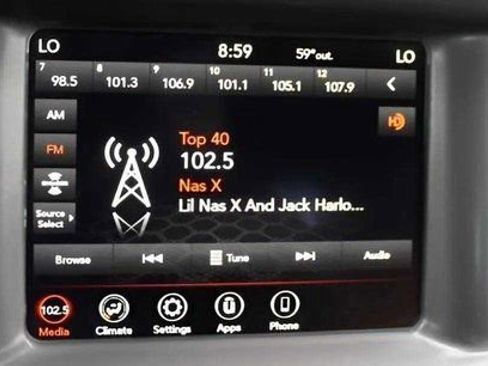 LO 8:59 59°out. LO
7 98.5 8 101.3 9 106.9 10 101.1 11 105.1 12 107.9
AM
HD
Top 40
FM
102.5
Nas X
Lil Nas X And Jack Harlo...
Source
Select
Browse Tune Audio
102.5
Media Climate Settings Apps Phone